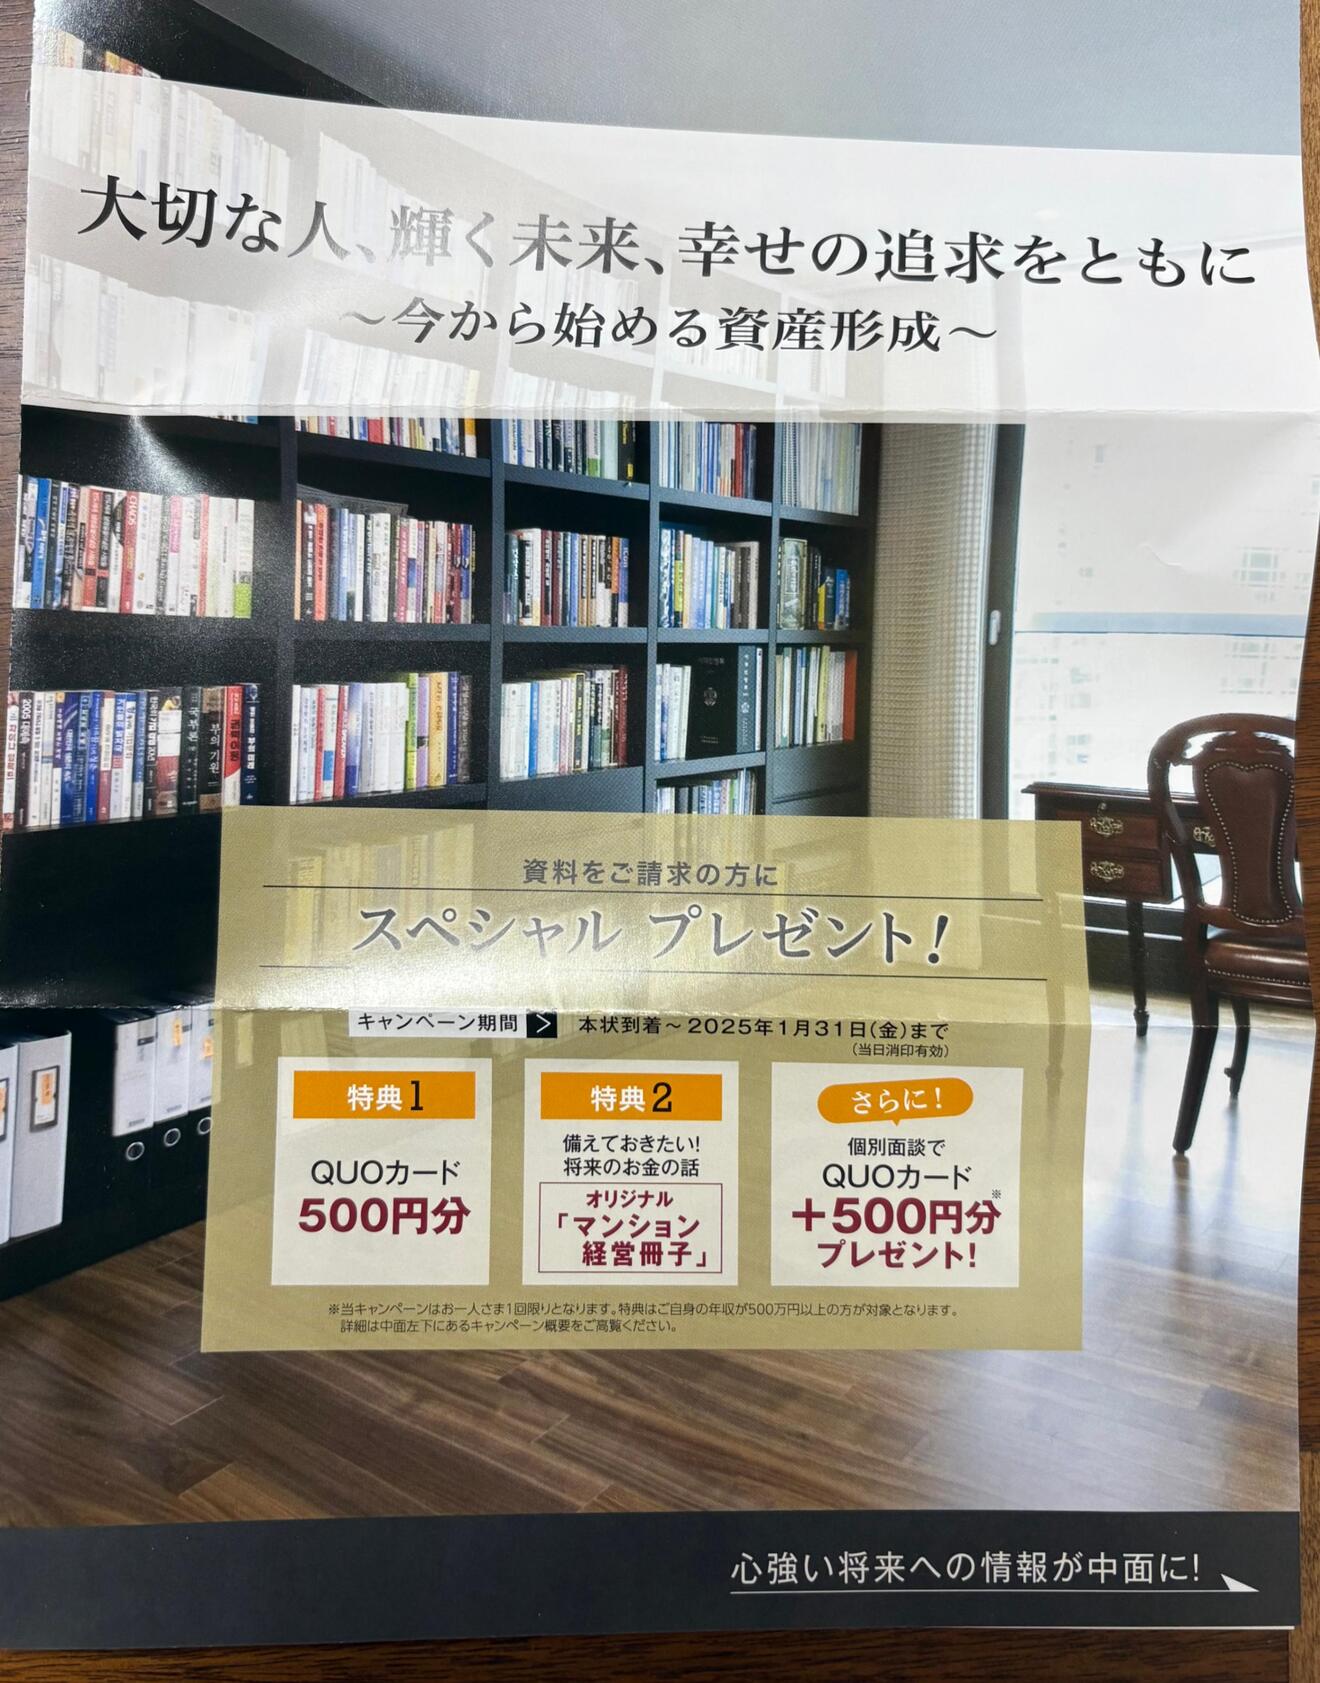 大切な人、輝く未来、幸せの追求をともに
～今から始める資産形成～
資料をご請求の方に
スペシャル プレゼント!
キャンペーン期間 > 本状到着～2025年1月31日(金)まで
(当日消印有効)
特典1
QUOカード
500円分
特典2
備えておきたい!
将来のお金の話
オリジナル
「マンション
経営冊子」
さらに!
個別面談で
QUOカード
＋500円分※
プレゼント!
※当キャンペーンはお一人さま1回限りとなります。特典はご自身の年収が500万円以上の方が対象となります。
詳細は中面左下にあるキャンペーン概要をご高覧ください。
心強い将来への情報が中面に!